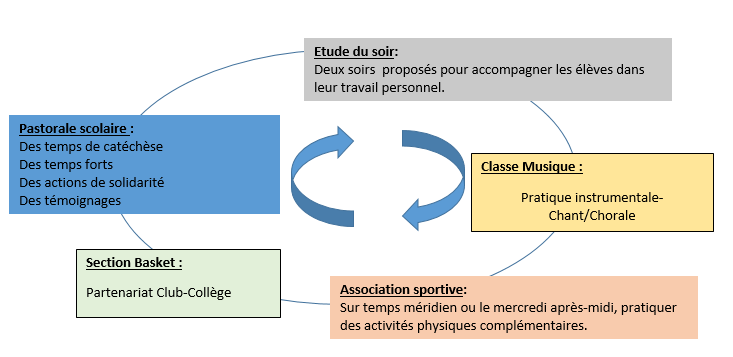 Etude du soir:
Deux soirs  proposés pour accompagner les élèves dans
leur travail personnel.
Pastorale scolaire :
Des temps de catéchèse
Des temps forts
Des actions de solidarité
Des témoignages
Classe Musique :
Pratique instrumentale-
Chant/Chorale
Section Basket :
Partenariat Club-Collège
Association sportive:
Sur temps méridien ou le mercredi après-midi, pratiquer
des activités physiques complémentaires.